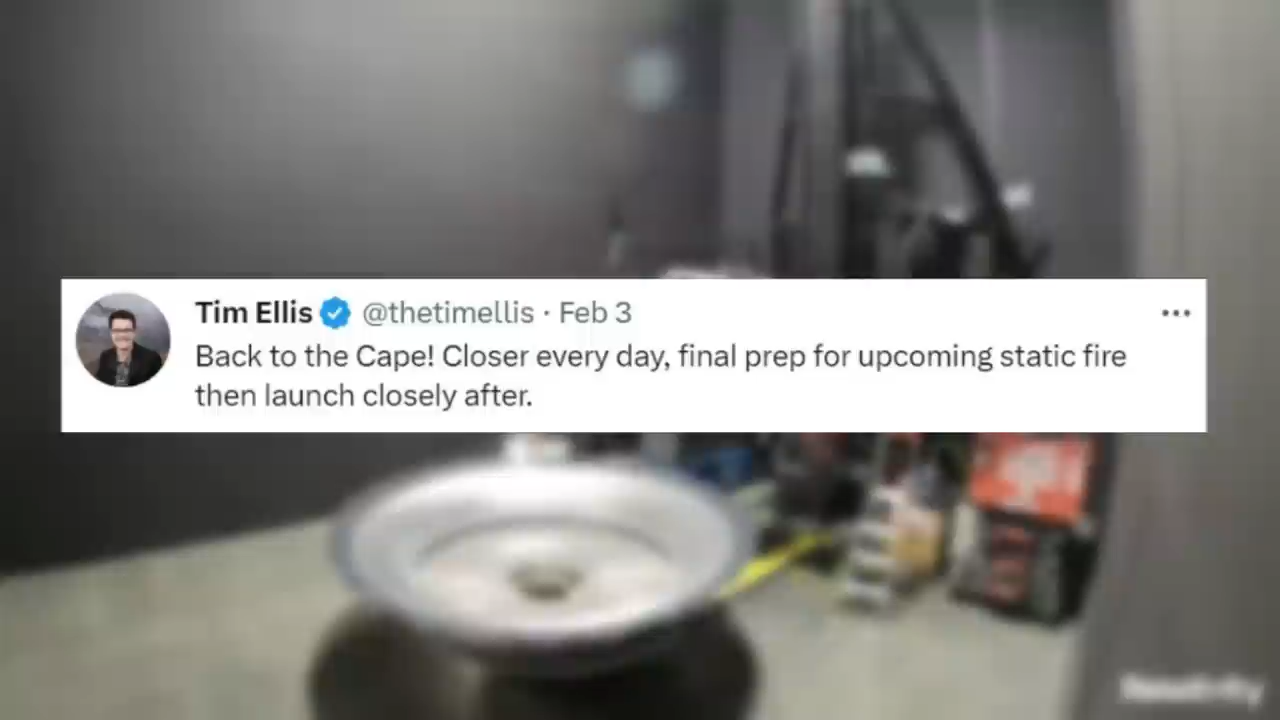 Tim Ellis @thetimellis · Feb 3
Back to the Cape! Closer every day, final prep for upcoming static fire
then launch closely after.